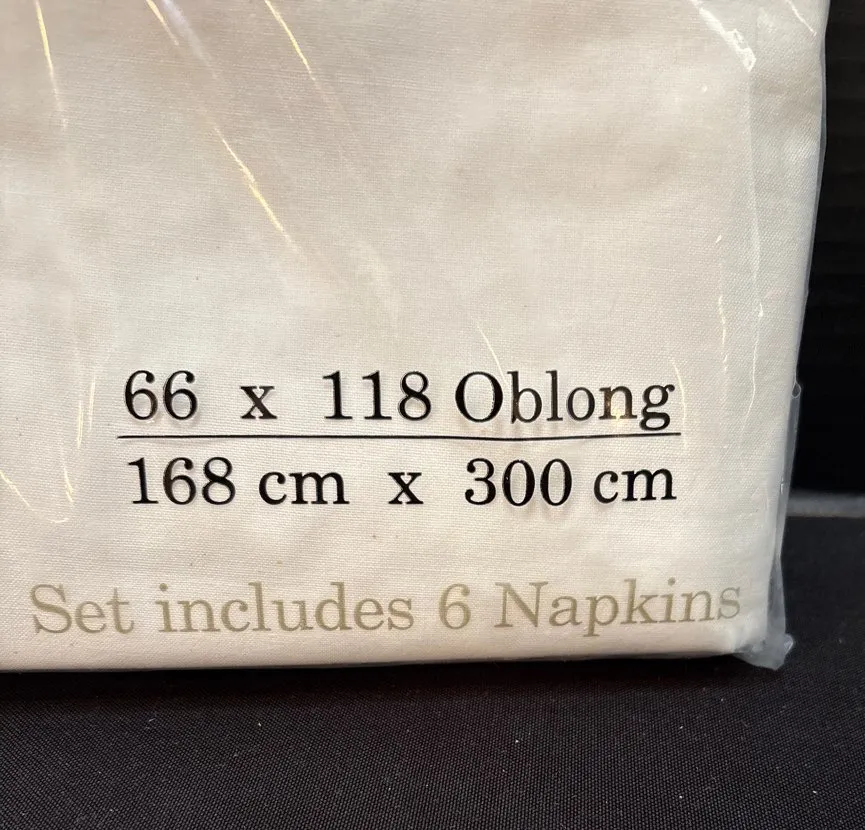 66 x 118 Oblong
168 cm x 300 cm
Set includes 6 Napkins